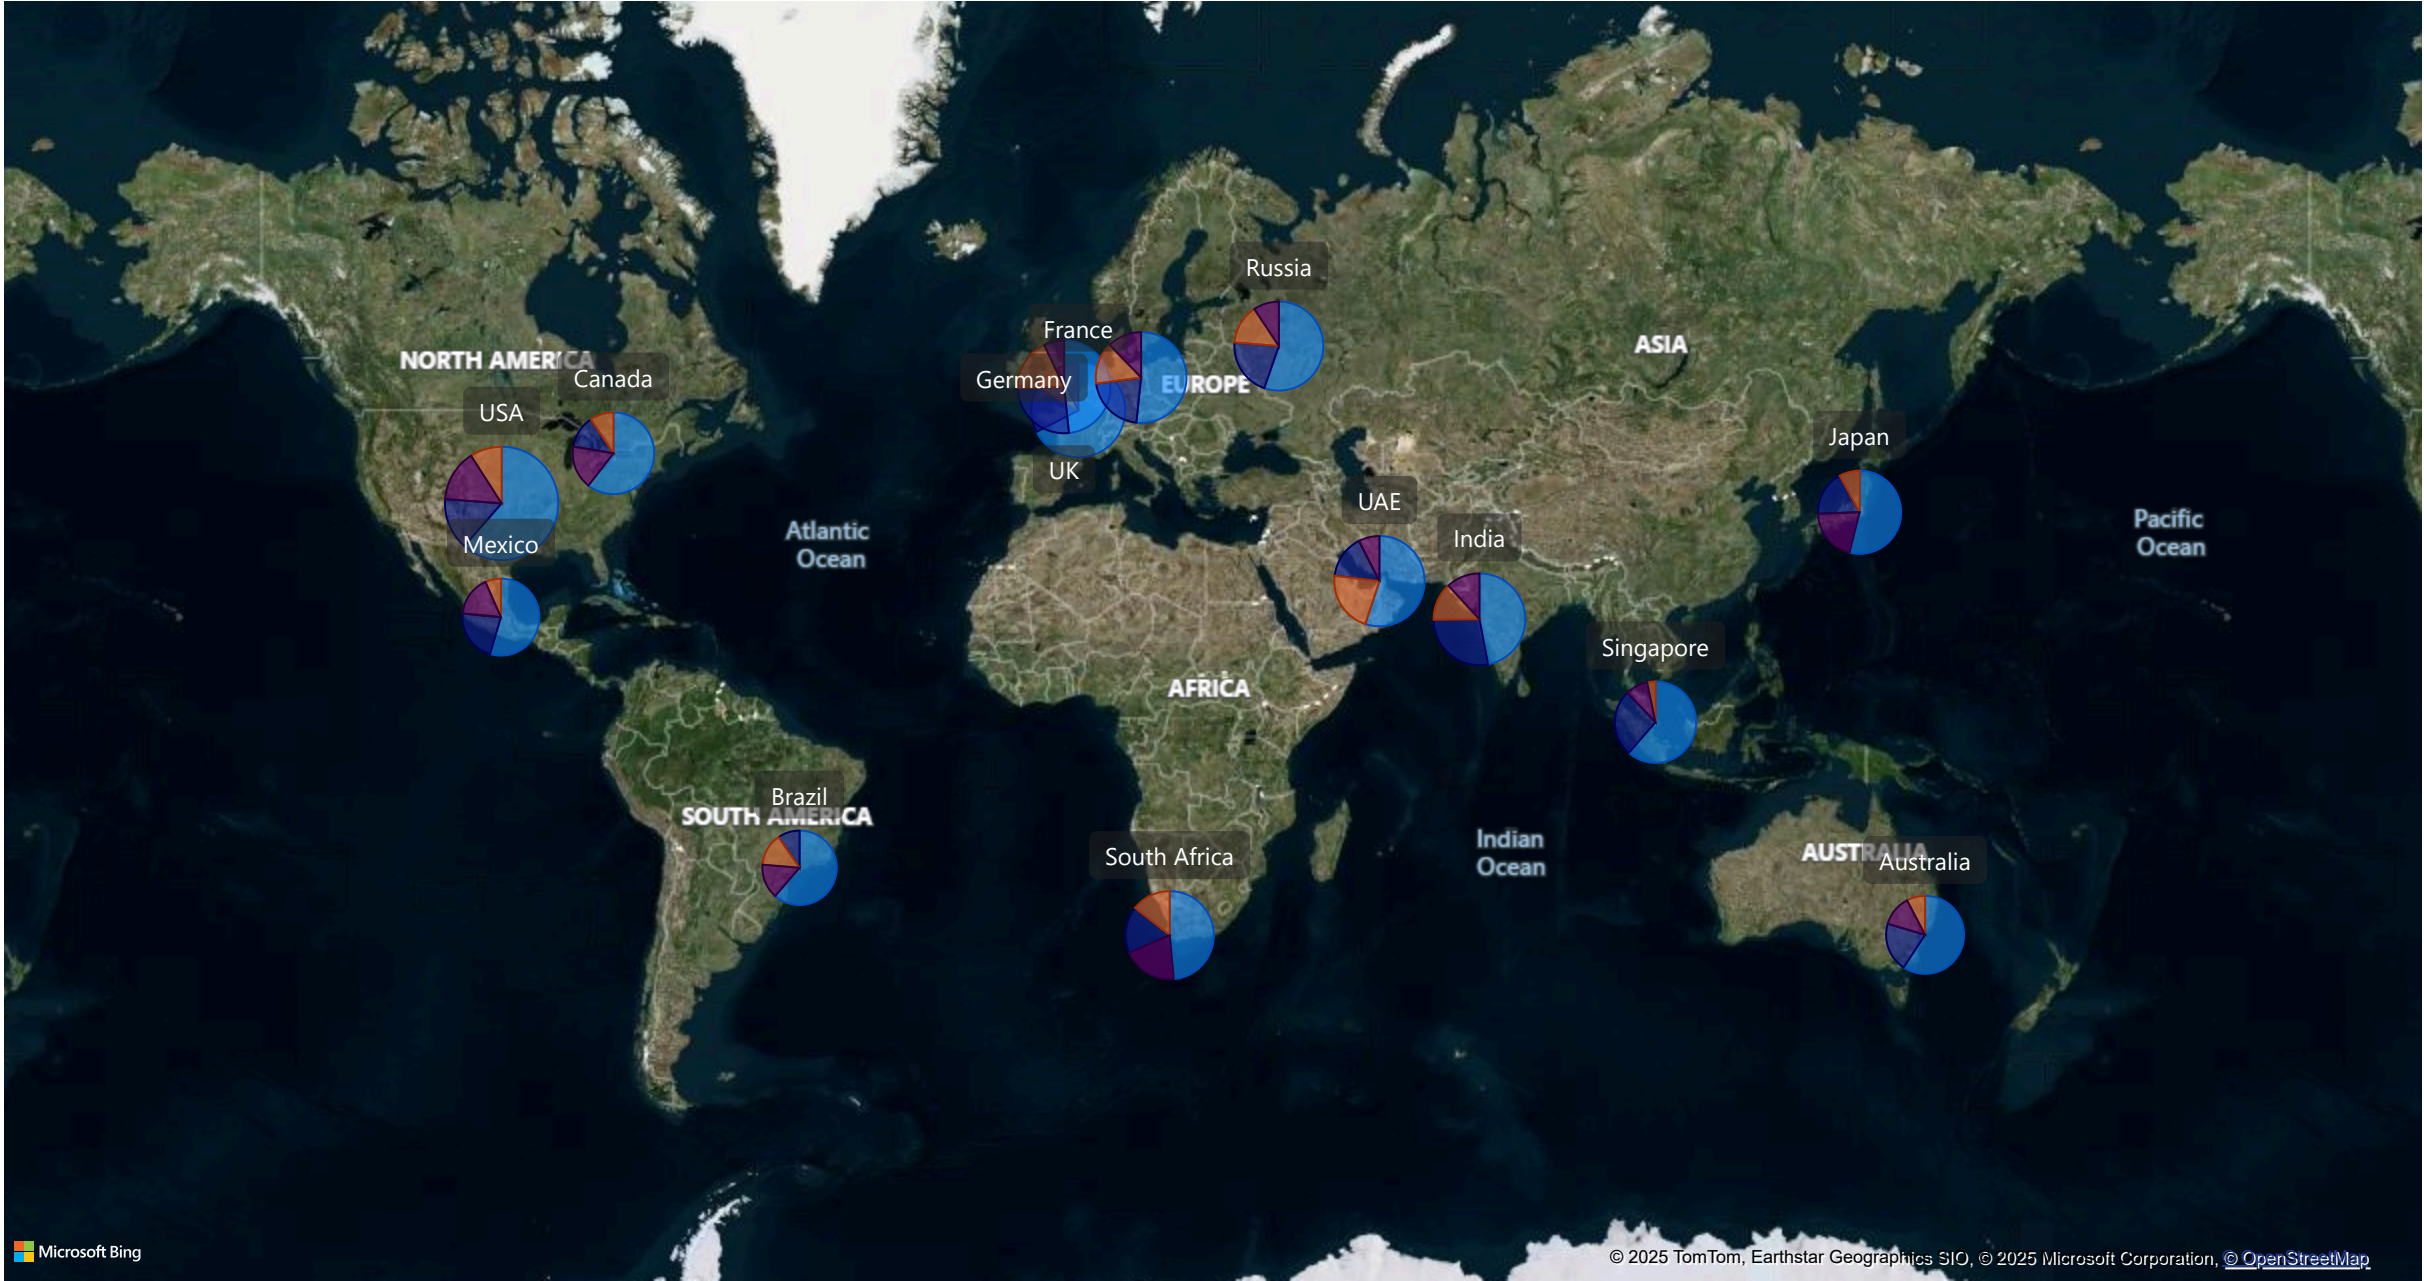 Russia
France
NORTH AMERICA
ASIA
Germany
EUROPE
Canada
USA
Japan
UK
UAE
Atlantic
Ocean
Pacific
Ocean
India
Mexico
Singapore
AFRICA
Brazil
SOUTH AMERICA
Indian
Ocean
South Africa
AUSTRALIA
Australia
Microsoft Bing
© 2025 TomTom, Earthstar Geographics SIO, © 2025 Microsoft Corporation, © OpenStreetMap